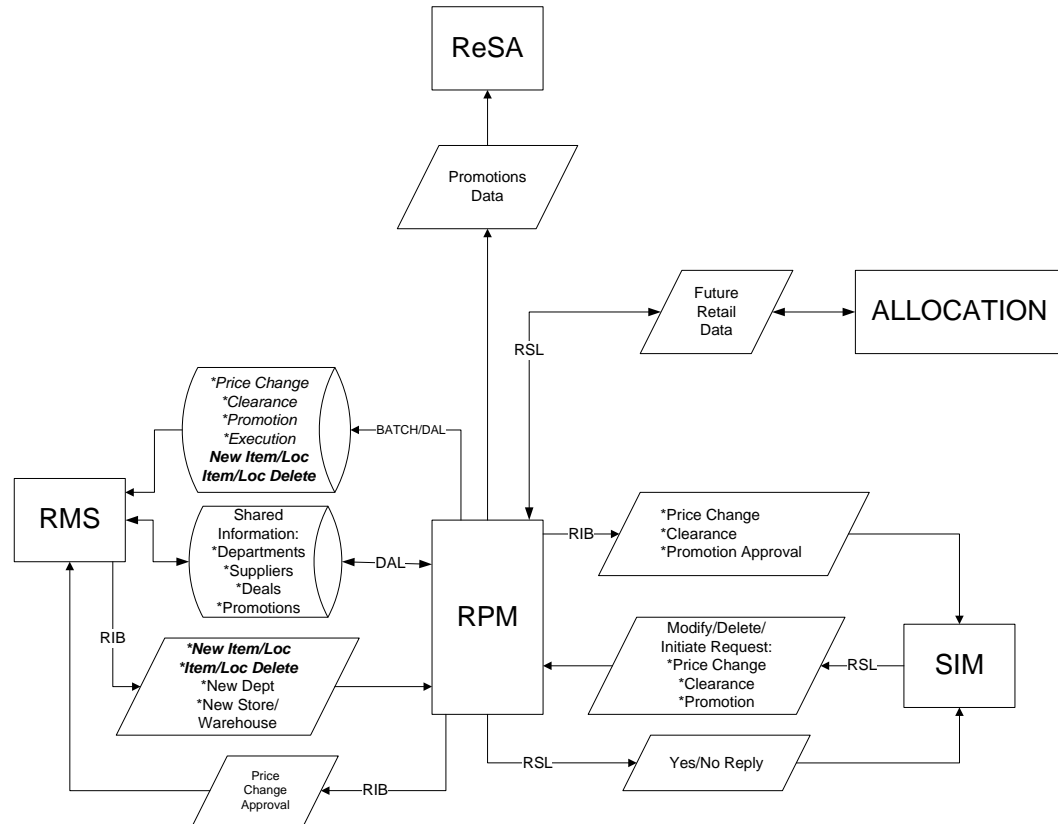 ReSA
Promotions
Data
Future
Retail
Data
ALLOCATION
RSL
*Price Change
*Clearance
*Promotion
*Execution
New Item/Loc
Item/Loc Delete
BATCH/DAL
RMS
Shared
Information:
*Departments
*Suppliers
*Deals
*Promotions
DAL
RPM
RIB
*Price Change
*Clearance
*Promotion Approval
RIB
*New Item/Loc
*Item/Loc Delete
*New Dept
*New Store/
Warehouse
Modify/Delete/
Initiate Request:
*Price Change
*Clearance
*Promotion
RSL
SIM
RSL
Yes/No Reply
Price
Change
Approval
RIB